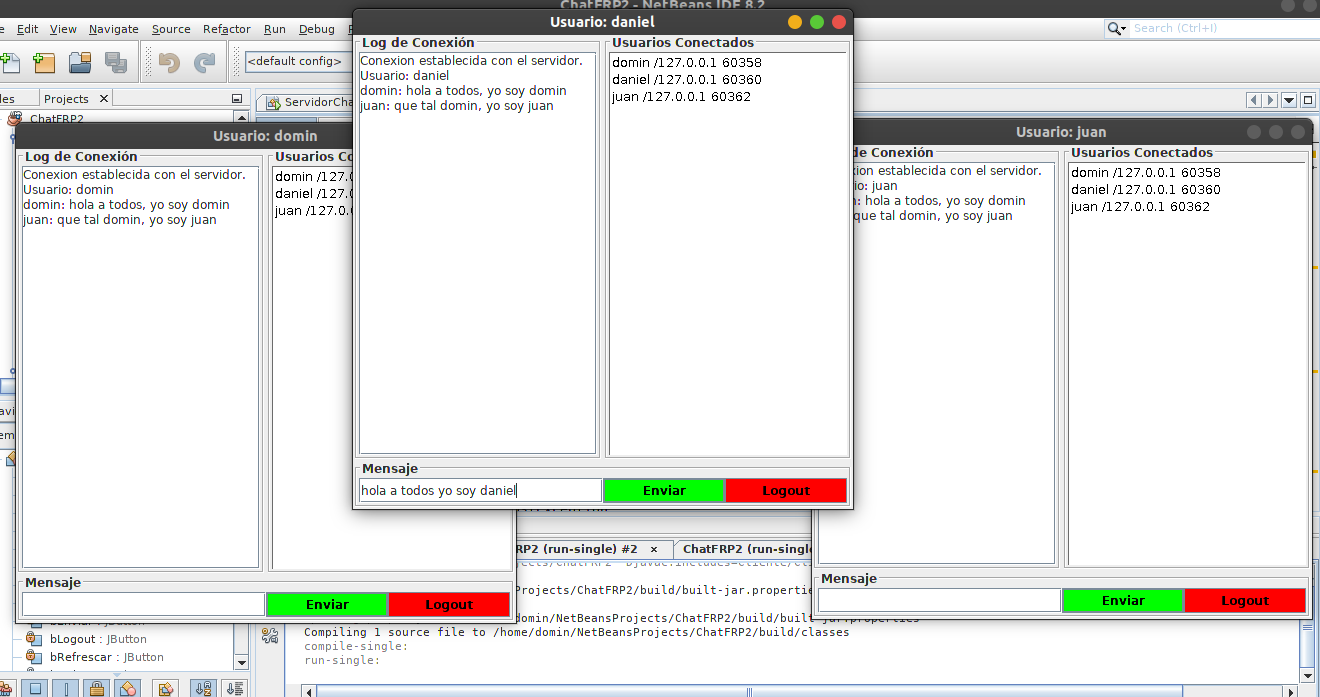 ChatFRP2 - NetBeans IDE 8.2
Edit View Navigate Source Refactor Run Debug
Search (Ctrl+I)
<default config>
Projects
ServidorCha
ChatFRP2
Usuario: daniel
Log de Conexión
Conexion establecida con el servidor.
Usuario: daniel
domin: hola a todos, yo soy domin
juan: que tal domin, yo soy juan
Usuarios Conectados
domin /127.0.0.1 60358
daniel /127.0.0.1 60360
juan /127.0.0.1 60362
Mensaje
hola a todos yo soy daniel
Enviar
Logout
Usuario: domin
Log de Conexión
Conexion establecida con el servidor.
Usuario: domin
domin: hola a todos, yo soy domin
juan: que tal domin, yo soy juan
Usuarios Co
domin /127.0
daniel /127.0
juan /127.0.
Mensaje
Enviar
Logout
Usuario: juan
de Conexión
xion establecida con el servidor.
io: juan
n: hola a todos, yo soy domin
que tal domin, yo soy juan
Usuarios Conectados
domin /127.0.0.1 60358
daniel /127.0.0.1 60360
juan /127.0.0.1 60362
Mensaje
Enviar
Logout
RP2 (run-single) #2
ChatFRP2 (run-singl
Projects/ChatFRP2/build/built-jar.propertie
domin/NetBeansProjects/ChatFRP2/build/built-jar.properties
Compiling 1 source file to /home/domin/NetBeansProjects/ChatFRP2/build/classes
compile-single:
run-single:
bLogout : JButton
bRefrescar : JButton